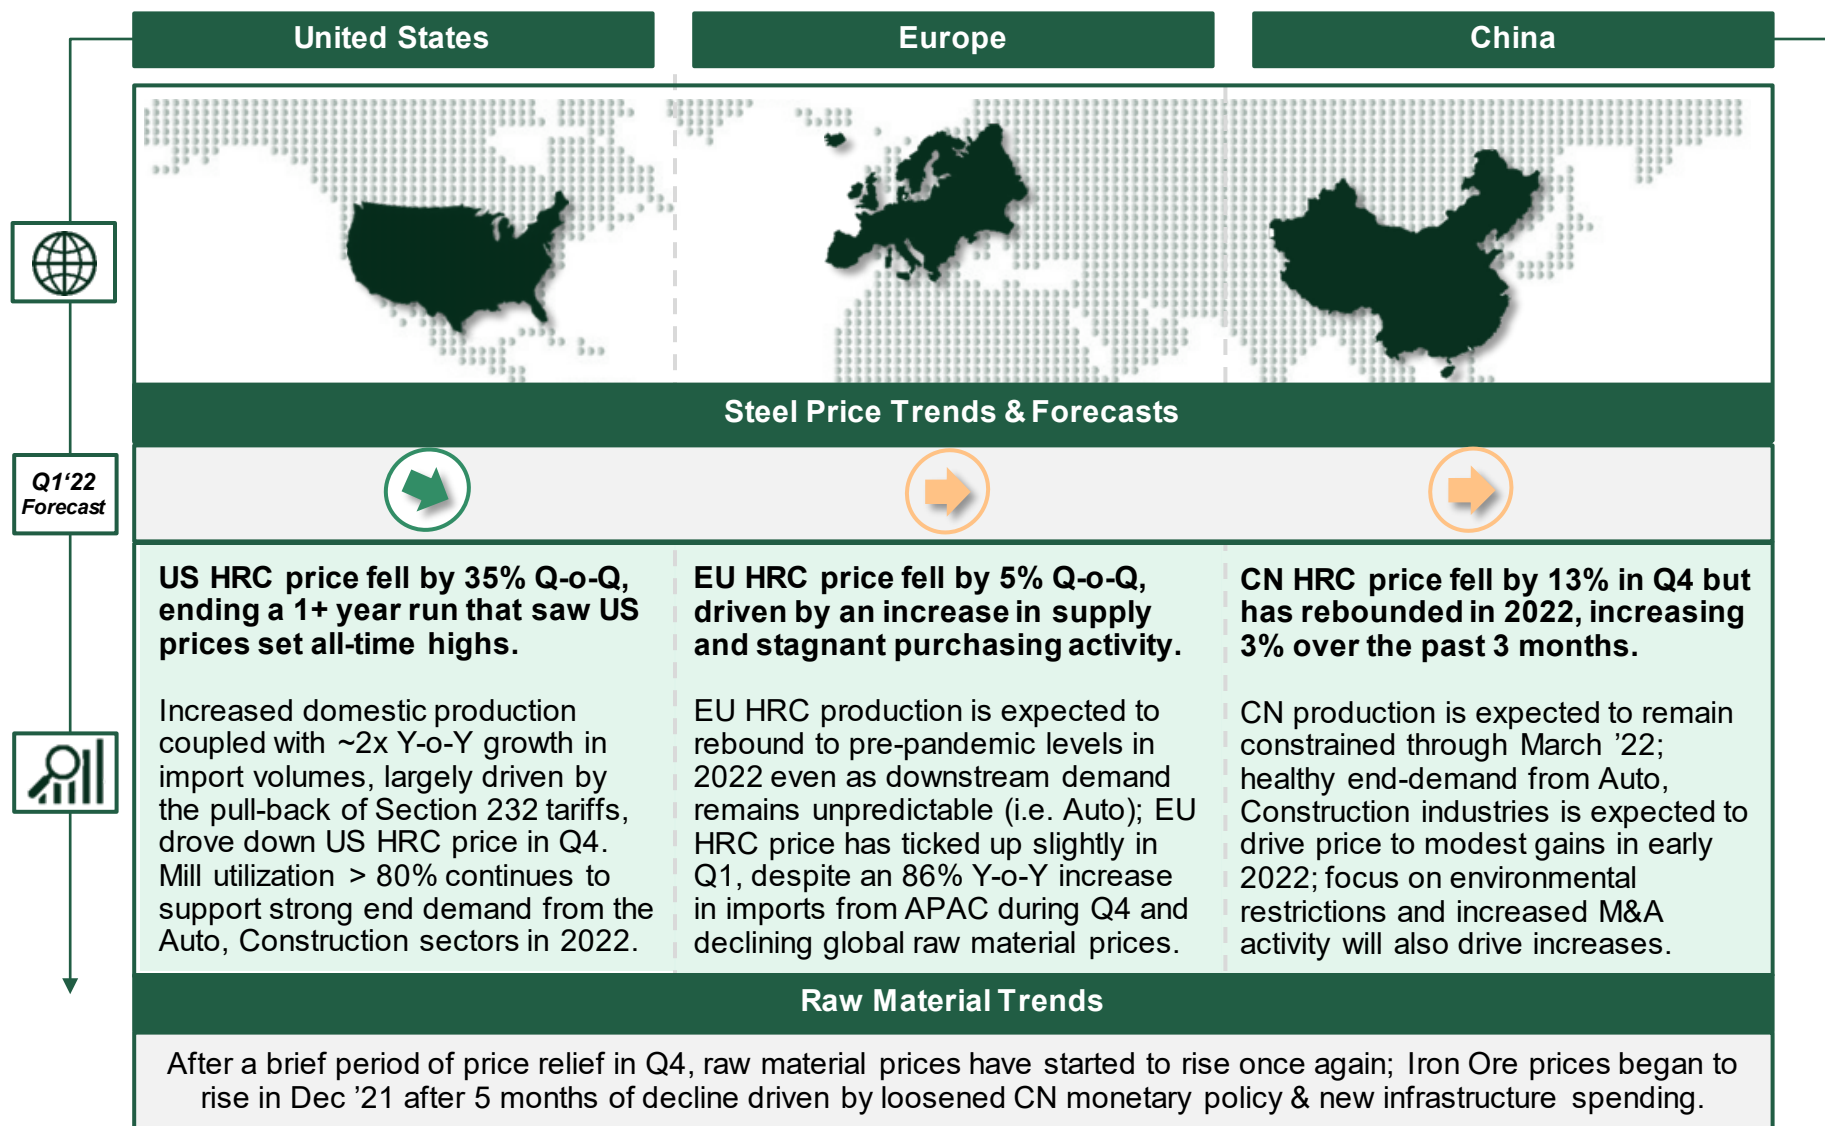 United States
Europe
China
Steel Price Trends & Forecasts
Q1‘22
Forecast
US HRC price fell by 35% Q-o-Q,
ending a 1+ year run that saw US
prices set all-time highs.
Increased domestic production
coupled with ~2x Y-o-Y growth in
import volumes, largely driven by
the pull-back of Section 232 tariffs,
drove down US HRC price in Q4.
Mill utilization > 80% continues to
support strong end demand from the
Auto, Construction sectors in 2022.
EU HRC price fell by 5% Q-o-Q,
driven by an increase in supply
and stagnant purchasing activity.
EU HRC production is expected to
rebound to pre-pandemic levels in
2022 even as downstream demand
remains unpredictable (i.e. Auto); EU
HRC price has ticked up slightly in
Q1, despite an 86% Y-o-Y increase
in imports from APAC during Q4 and
declining global raw material prices.
CN HRC price fell by 13% in Q4 but
has rebounded in 2022, increasing
3% over the past 3 months.
CN production is expected to remain
constrained through March ’22;
healthy end-demand from Auto,
Construction industries is expected to
drive price to modest gains in early
2022; focus on environmental
restrictions and increased M&A
activity will also drive increases.
Raw Material Trends
After a brief period of price relief in Q4, raw material prices have started to rise once again; Iron Ore prices began to
rise in Dec ’21 after 5 months of decline driven by loosened CN monetary policy & new infrastructure spending.